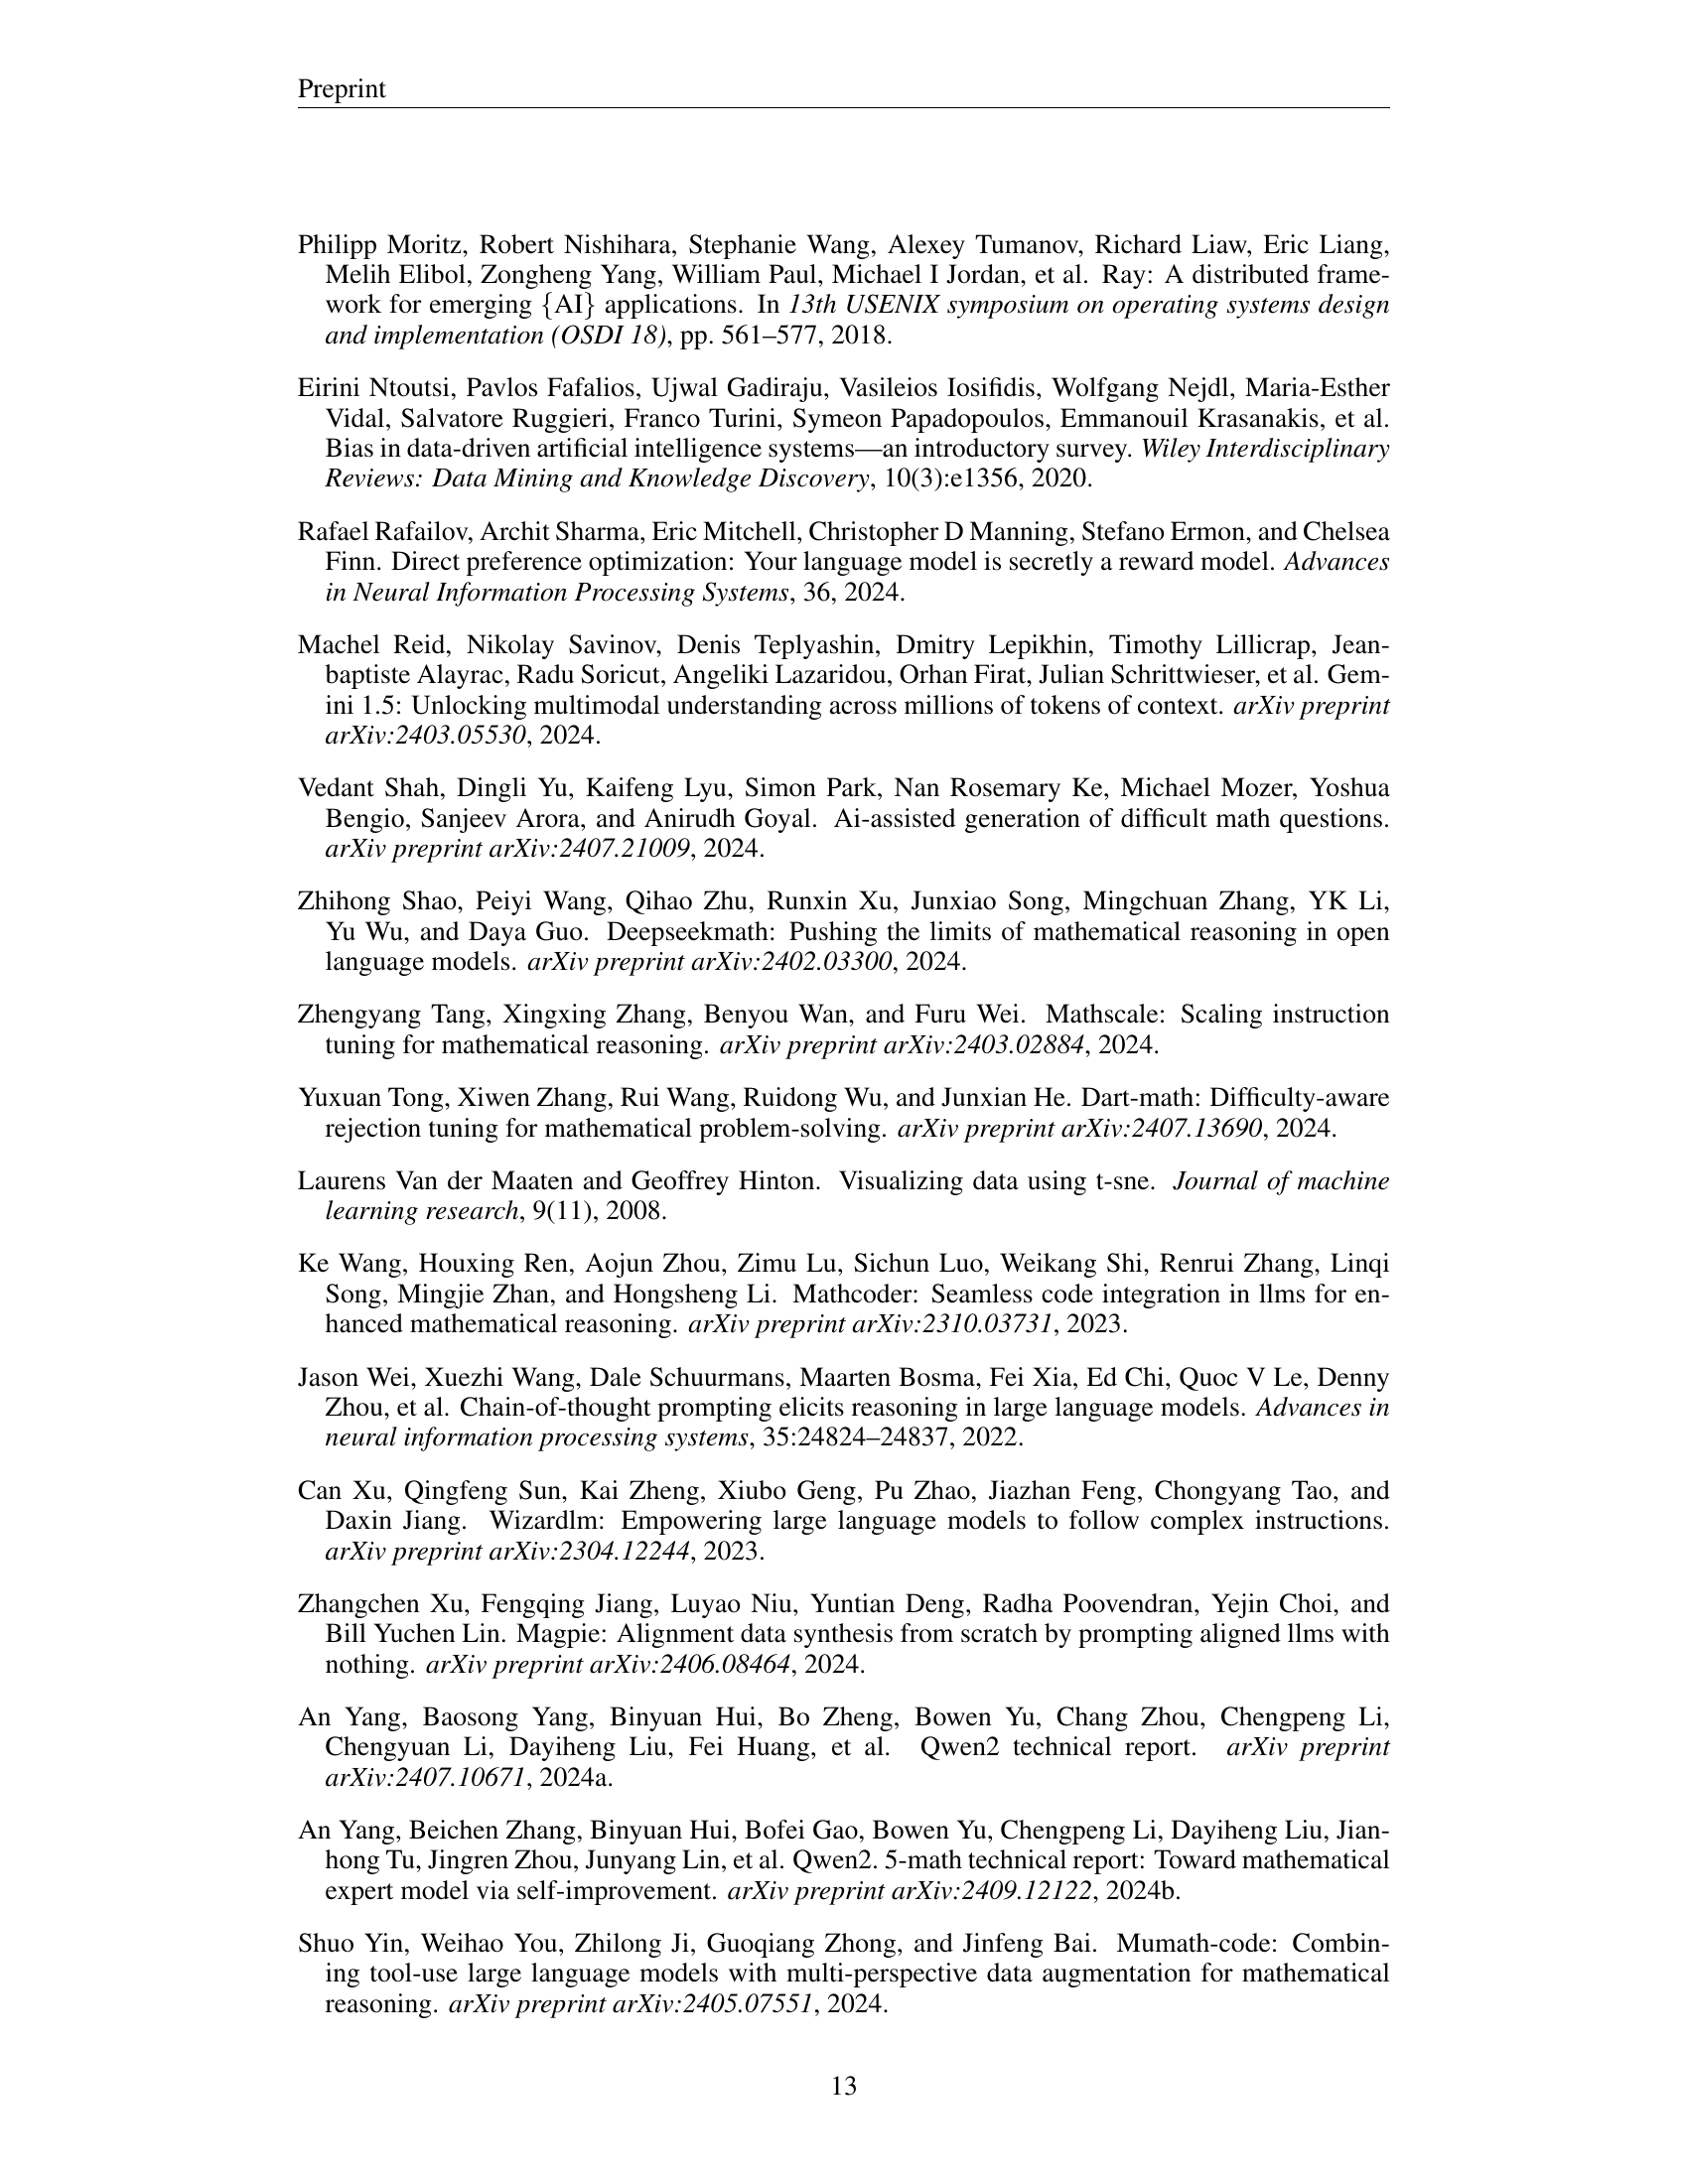 Preprint
Philipp Moritz, Robert Nishihara, Stephanie Wang, Alexey Tumanov, Richard Liaw, Eric Liang,
Melih Elibol, Zongheng Yang, William Paul, Michael I Jordan, et al. Ray: A distributed frame-
work for emerging {AI} applications. In 13th USENIX symposium on operating systems design
and implementation (OSDI 18), pp. 561–577, 2018.
Eirini Ntoutsi, Pavlos Fafalios, Ujwal Gadiraju, Vasileios Iosifidis, Wolfgang Nejdl, Maria-Esther
Vidal, Salvatore Ruggieri, Franco Turini, Symeon Papadopoulos, Emmanouil Krasanakis, et al.
Bias in data-driven artificial intelligence systems—an introductory survey. Wiley Interdisciplinary
Reviews: Data Mining and Knowledge Discovery, 10(3):e1356, 2020.
Rafael Rafailov, Archit Sharma, Eric Mitchell, Christopher D Manning, Stefano Ermon, and Chelsea
Finn. Direct preference optimization: Your language model is secretly a reward model. Advances
in Neural Information Processing Systems, 36, 2024.
Machel Reid, Nikolay Savinov, Denis Teplyashin, Dmitry Lepikhin, Timothy Lillicrap, Jean-
baptiste Alayrac, Radu Soricut, Angeliki Lazaridou, Orhan Firat, Julian Schrittwieser, et al. Gem-
ini 1.5: Unlocking multimodal understanding across millions of tokens of context. arXiv preprint
arXiv:2403.05530, 2024.
Vedant Shah, Dingli Yu, Kaifeng Lyu, Simon Park, Nan Rosemary Ke, Michael Mozer, Yoshua
Bengio, Sanjeev Arora, and Anirudh Goyal. Ai-assisted generation of difficult math questions.
arXiv preprint arXiv:2407.21009, 2024.
Zhihong Shao, Peiyi Wang, Qihao Zhu, Runxin Xu, Junxiao Song, Mingchuan Zhang, YK Li,
Yu Wu, and Daya Guo. Deepseekmath: Pushing the limits of mathematical reasoning in open
language models. arXiv preprint arXiv:2402.03300, 2024.
Zhengyang Tang, Xingxing Zhang, Benyou Wan, and Furu Wei. Mathscale: Scaling instruction
tuning for mathematical reasoning. arXiv preprint arXiv:2403.02884, 2024.
Yuxuan Tong, Xiwen Zhang, Rui Wang, Ruidong Wu, and Junxian He. Dart-math: Difficulty-aware
rejection tuning for mathematical problem-solving. arXiv preprint arXiv:2407.13690, 2024.
Laurens Van der Maaten and Geoffrey Hinton. Visualizing data using t-sne. Journal of machine
learning research, 9(11), 2008.
Ke Wang, Houxing Ren, Aojun Zhou, Zimu Lu, Sichun Luo, Weikang Shi, Renrui Zhang, Linqi
Song, Mingjie Zhan, and Hongsheng Li. Mathcoder: Seamless code integration in llms for en-
hanced mathematical reasoning. arXiv preprint arXiv:2310.03731, 2023.
Jason Wei, Xuezhi Wang, Dale Schuurmans, Maarten Bosma, Fei Xia, Ed Chi, Quoc V Le, Denny
Zhou, et al. Chain-of-thought prompting elicits reasoning in large language models. Advances in
neural information processing systems, 35:24824–24837, 2022.
Can Xu, Qingfeng Sun, Kai Zheng, Xiubo Geng, Pu Zhao, Jiazhan Feng, Chongyang Tao, and
Daxin Jiang. Wizardlm: Empowering large language models to follow complex instructions.
arXiv preprint arXiv:2304.12244, 2023.
Zhangchen Xu, Fengqing Jiang, Luyao Niu, Yuntian Deng, Radha Poovendran, Yejin Choi, and
Bill Yuchen Lin. Magpie: Alignment data synthesis from scratch by prompting aligned llms with
nothing. arXiv preprint arXiv:2406.08464, 2024.
An Yang, Baosong Yang, Binyuan Hui, Bo Zheng, Bowen Yu, Chang Zhou, Chengpeng Li,
Chengyuan Li, Dayiheng Liu, Fei Huang, et al. Qwen2 technical report. arXiv preprint
arXiv:2407.10671, 2024a.
An Yang, Beichen Zhang, Binyuan Hui, Bofei Gao, Bowen Yu, Chengpeng Li, Dayiheng Liu, Jian-
hong Tu, Jingren Zhou, Junyang Lin, et al. Qwen2. 5-math technical report: Toward mathematical
expert model via self-improvement. arXiv preprint arXiv:2409.12122, 2024b.
Shuo Yin, Weihao You, Zhilong Ji, Guoqiang Zhong, and Jinfeng Bai. Mumath-code: Combin-
ing tool-use large language models with multi-perspective data augmentation for mathematical
reasoning. arXiv preprint arXiv:2405.07551, 2024.
13